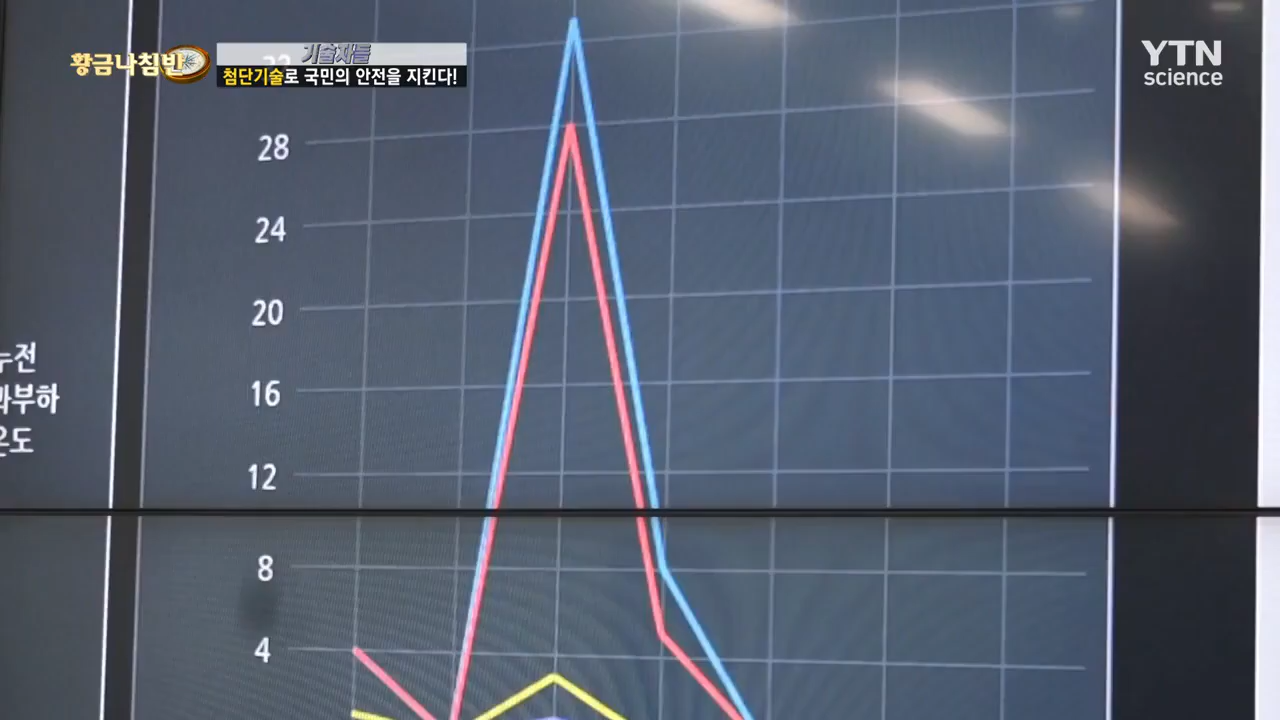 황금나침반
기술자들
첨단기술로 국민의 안전을 지킨다!
YTN
science
28
24
20
16
12
8
4
누전
과부하
온도